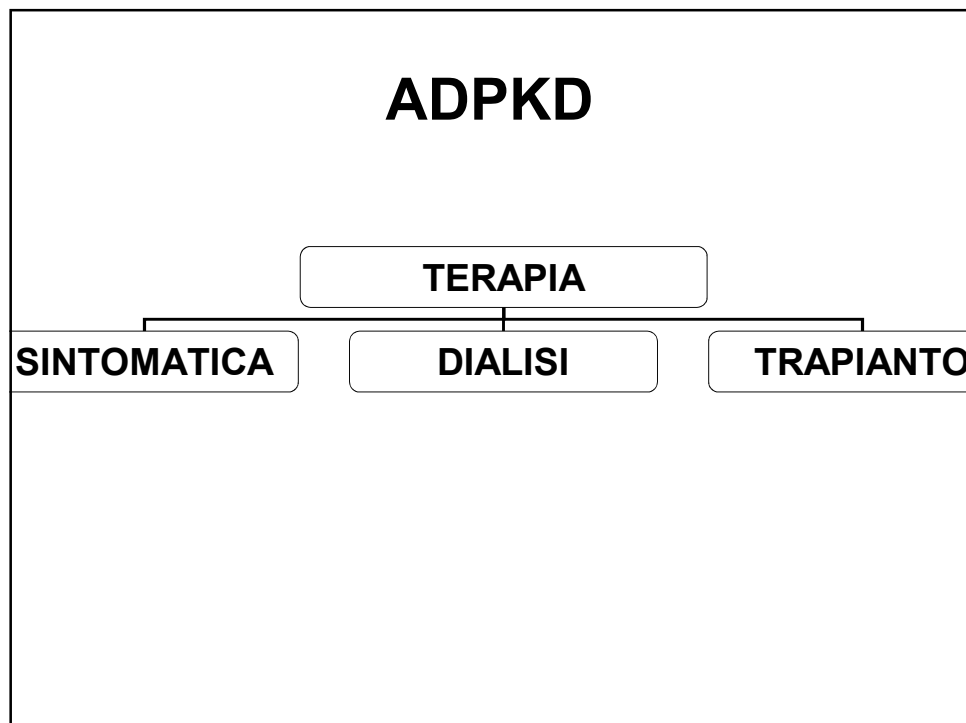 ADPKD
TERAPIA
SINTOMATICA
DIALISI
TRAPIANTO